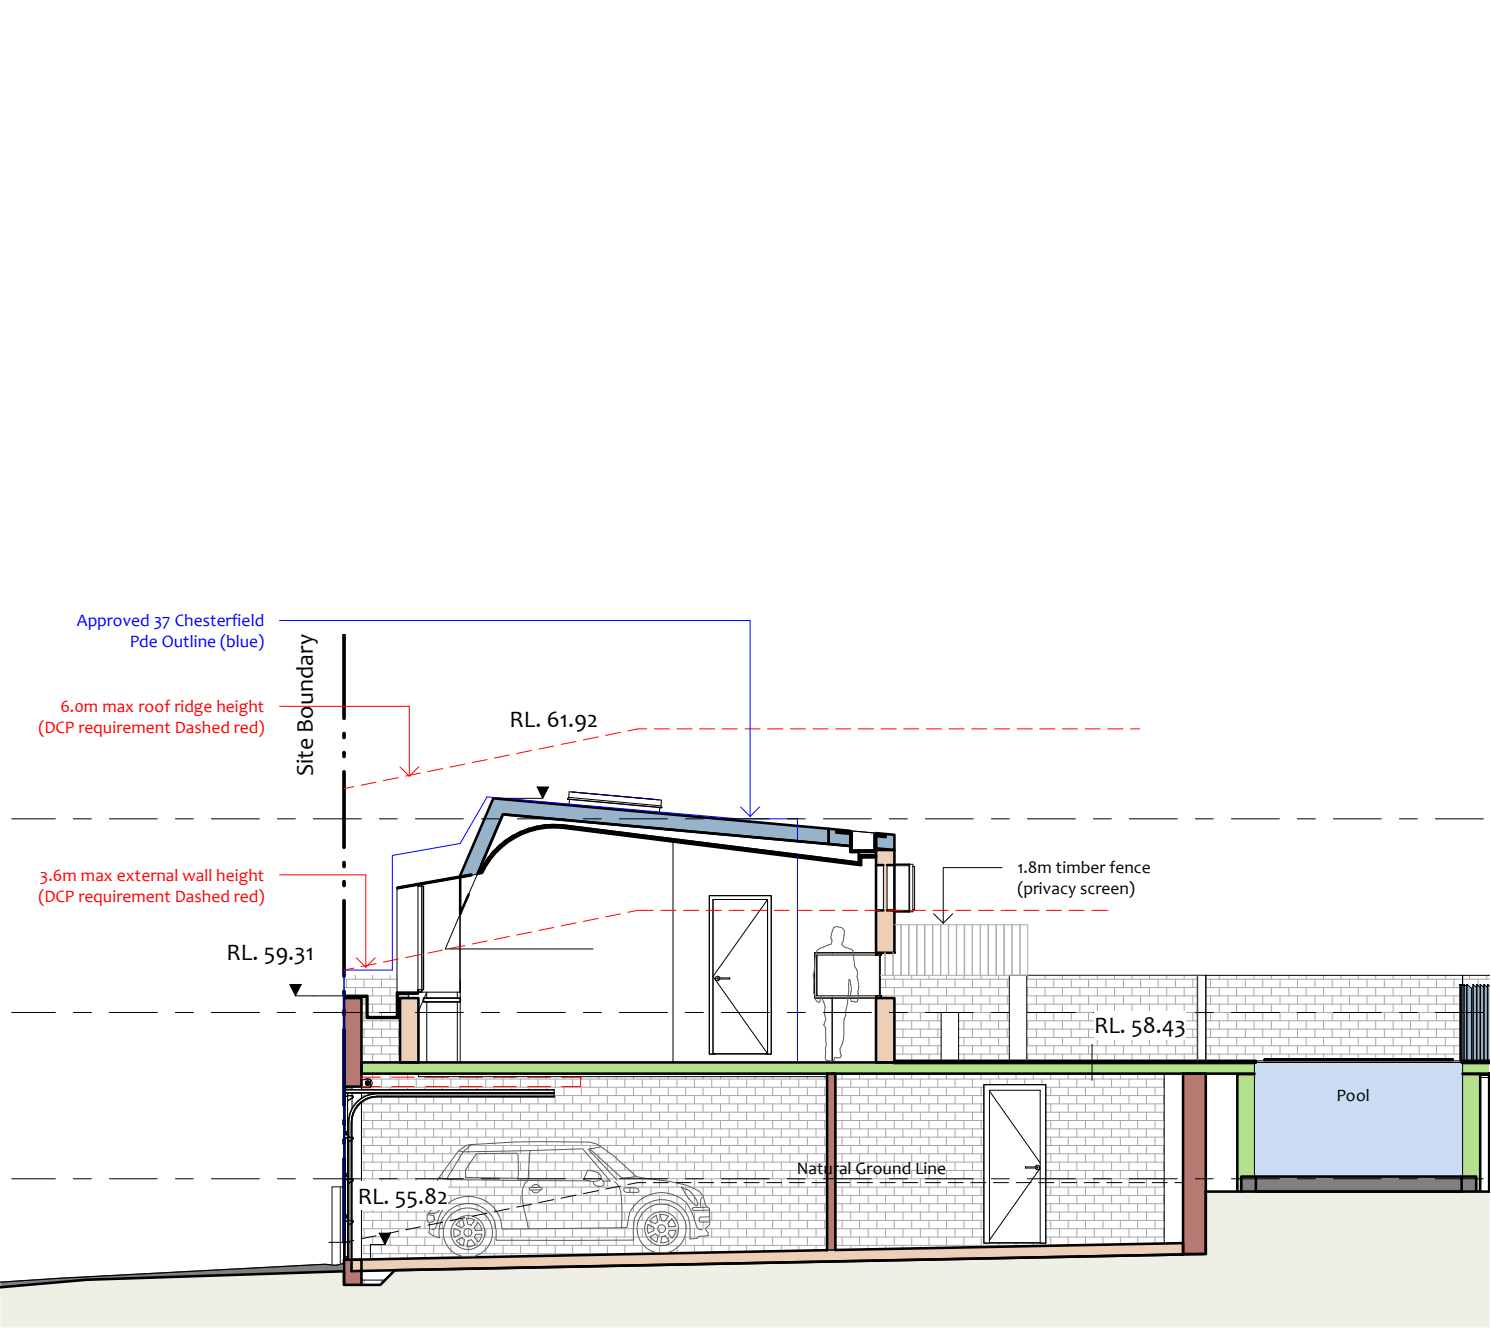 Approved 37 Chesterfield
Pde Outline (blue)
Site Boundary
6.0m max roof ridge height
(DCP requirement Dashed red)
RL. 61.92
3.6m max external wall height
(DCP requirement Dashed red)
1.8m timber fence
(privacy screen)
RL. 59.31
RL. 58.43
Pool
Natural Ground Line
RL. 55.82